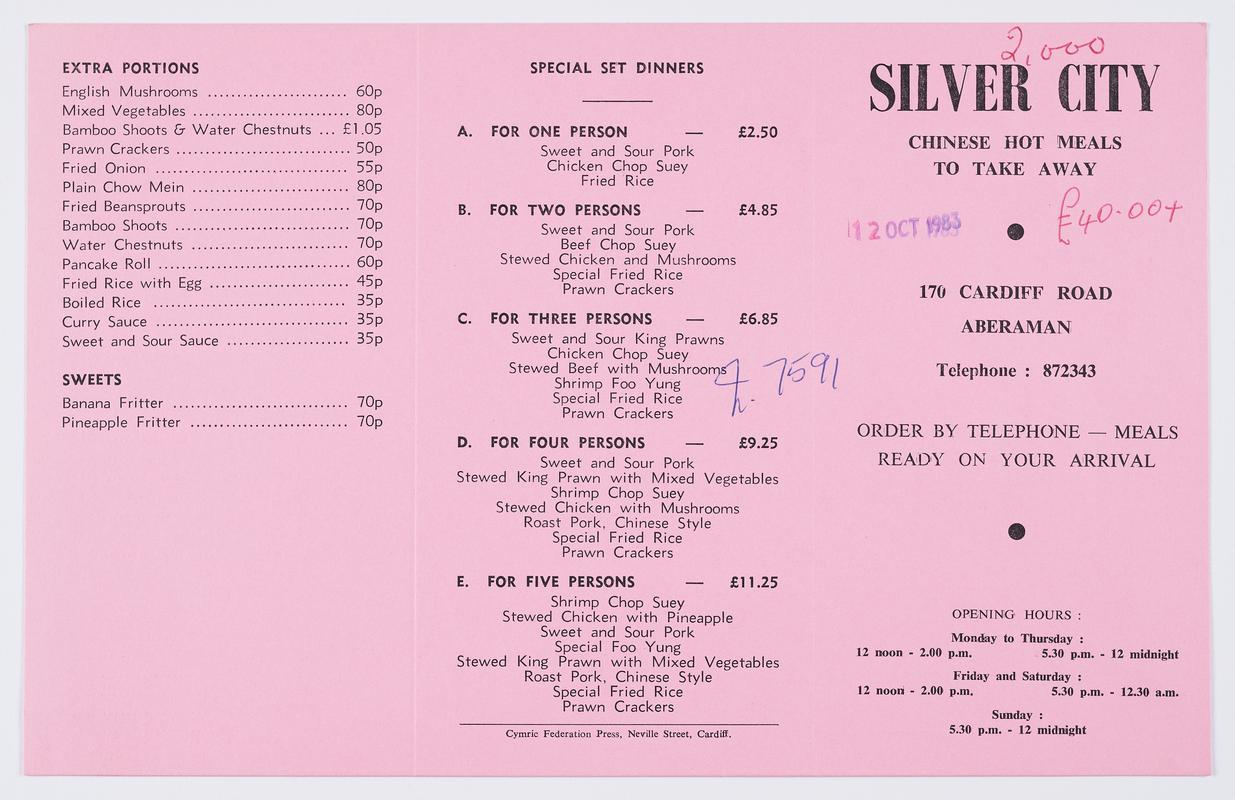 EXTRA PORTIONS
English Mushrooms ........................ 60p
Mixed Vegetables .......................... 80p
Bamboo Shoots & Water Chestnuts ... £1.05
Prawn Crackers ............................. 50p
Fried Onion ................................. 55p
Plain Chow Mein ........................... 80p
Fried Beansprouts .......................... 70p
Bamboo Shoots ............................. 70p
Water Chestnuts ........................... 70p
Pancake Roll ................................. 60p
Fried Rice with Egg ........................ 45p
Boiled Rice ................................. 35p
Curry Sauce ................................. 35p
Sweet and Sour Sauce ..................... 35p
SWEETS
Banana Fritter .............................. 70p
Pineapple Fritter ........................... 70p
SPECIAL SET DINNERS
A. FOR ONE PERSON — £2.50
Sweet and Sour Pork
Chicken Chop Suey
Fried Rice
B. FOR TWO PERSONS — £4.85
Sweet and Sour Pork
Beef Chop Suey
Stewed Chicken and Mushrooms
Special Fried Rice
Prawn Crackers
C. FOR THREE PERSONS — £6.85
Sweet and Sour King Prawns
Chicken Chop Suey
Stewed Beef with Mushrooms
Shrimp Foo Yung
Special Fried Rice
Prawn Crackers
7591
D. FOR FOUR PERSONS — £9.25
Sweet and Sour Pork
Stewed King Prawn with Mixed Vegetables
Shrimp Chop Suey
Stewed Chicken with Mushrooms
Roast Pork, Chinese Style
Special Fried Rice
Prawn Crackers
E. FOR FIVE PERSONS — £11.25
Shrimp Chop Suey
Stewed Chicken with Pineapple
Sweet and Sour Pork
Special Foo Yung
Stewed King Prawn with Mixed Vegetables
Roast Pork, Chinese Style
Special Fried Rice
Prawn Crackers
Cymric Federation Press, Neville Street, Cardiff.
2,000
SILVER CITY
CHINESE HOT MEALS
TO TAKE AWAY
12 OCT 1983
£40.00+
170 CARDIFF ROAD
ABERAMAN
Telephone : 872343
ORDER BY TELEPHONE — MEALS
READY ON YOUR ARRIVAL
OPENING HOURS :
Monday to Thursday :
12 noon - 2.00 p.m. 5.30 p.m. - 12 midnight
Friday and Saturday :
12 noon - 2.00 p.m. 5.30 p.m. - 12.30 a.m.
Sunday :
5.30 p.m. - 12 midnight